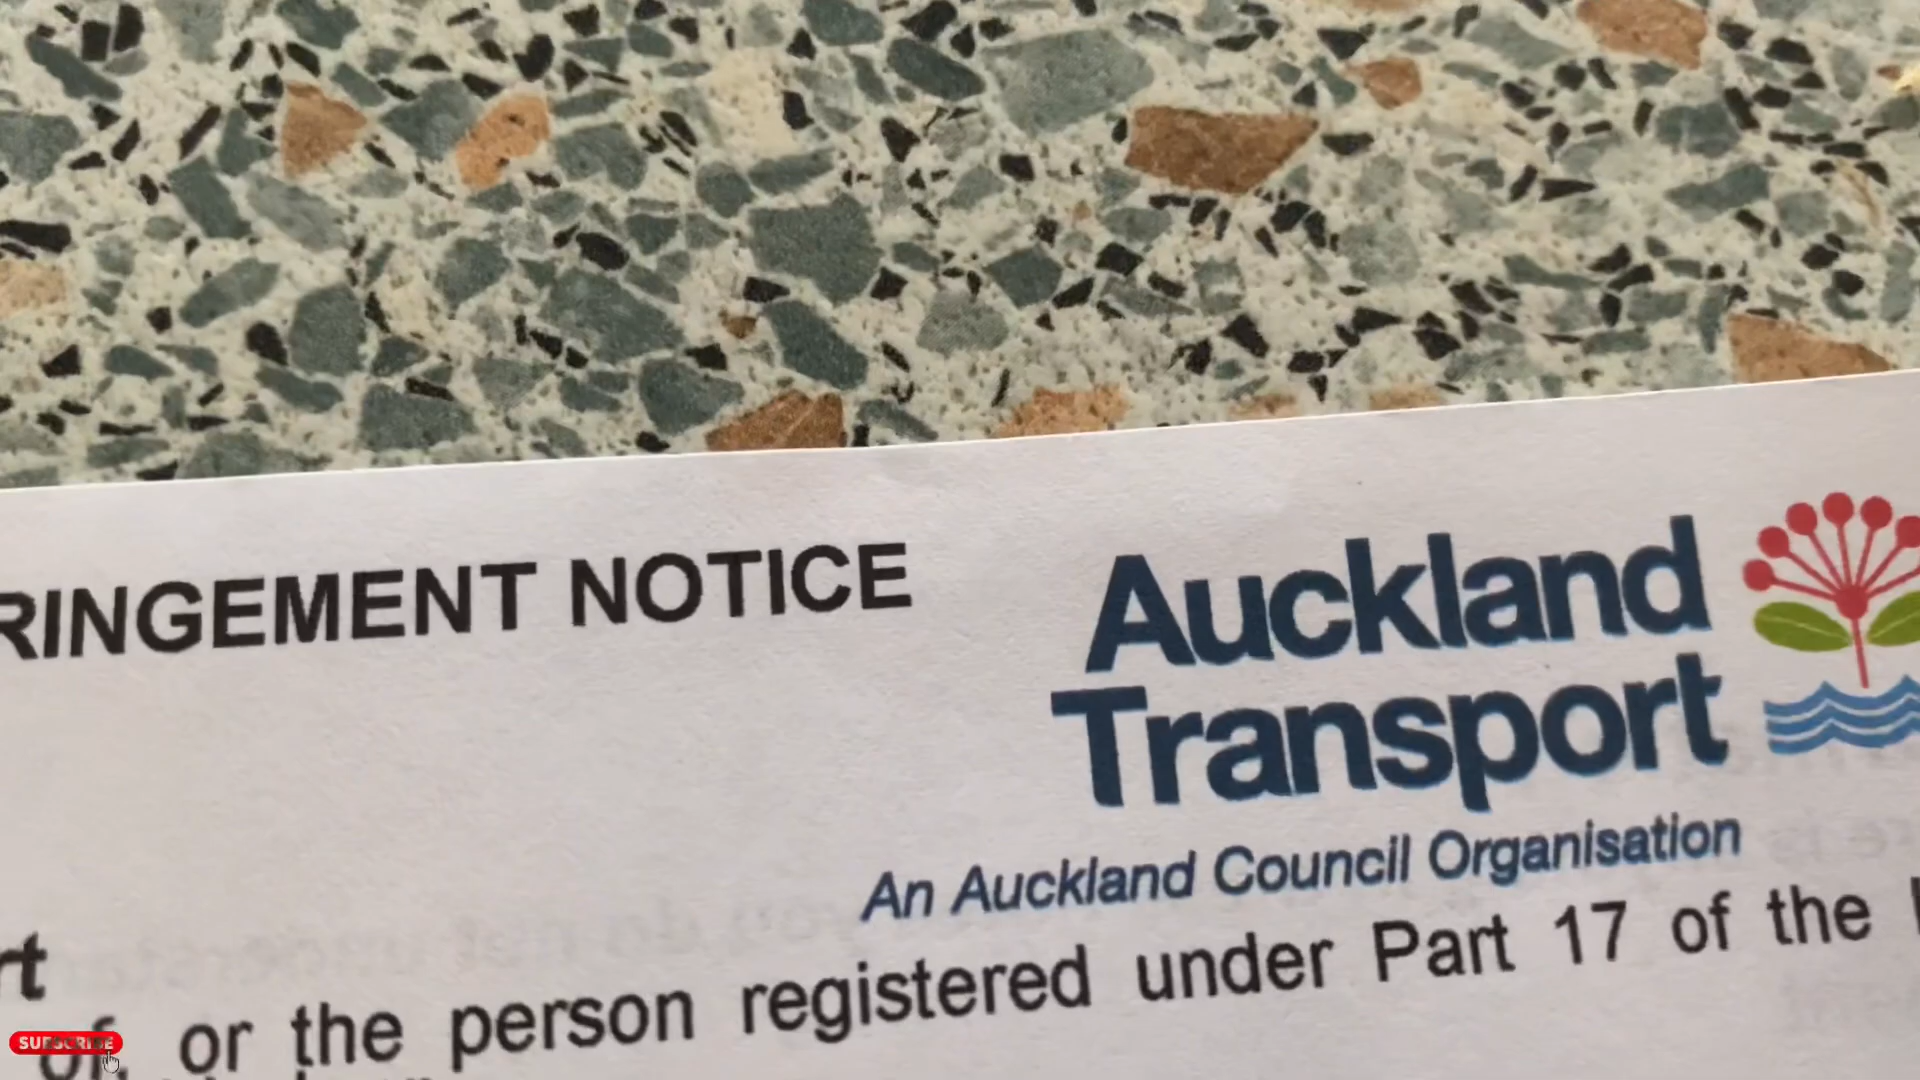 RINGEMENT NOTICE
Auckland
Transport
An Auckland Council Organisation
rt
of, or the person registered under Part 17 of the
SUBSCRIBE